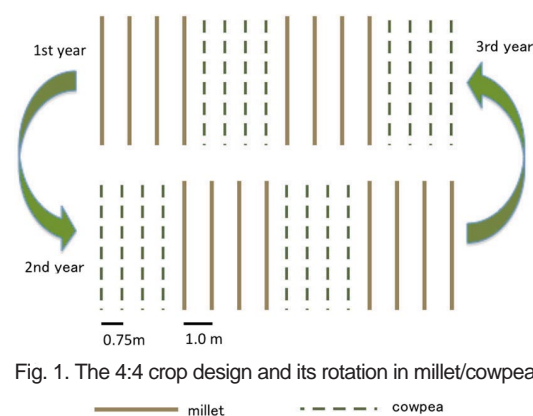 1st year
3rd year
2nd year
0.75m
1.0 m
Fig. 1. The 4:4 crop design and its rotation in millet/cowpea
millet
cowpea